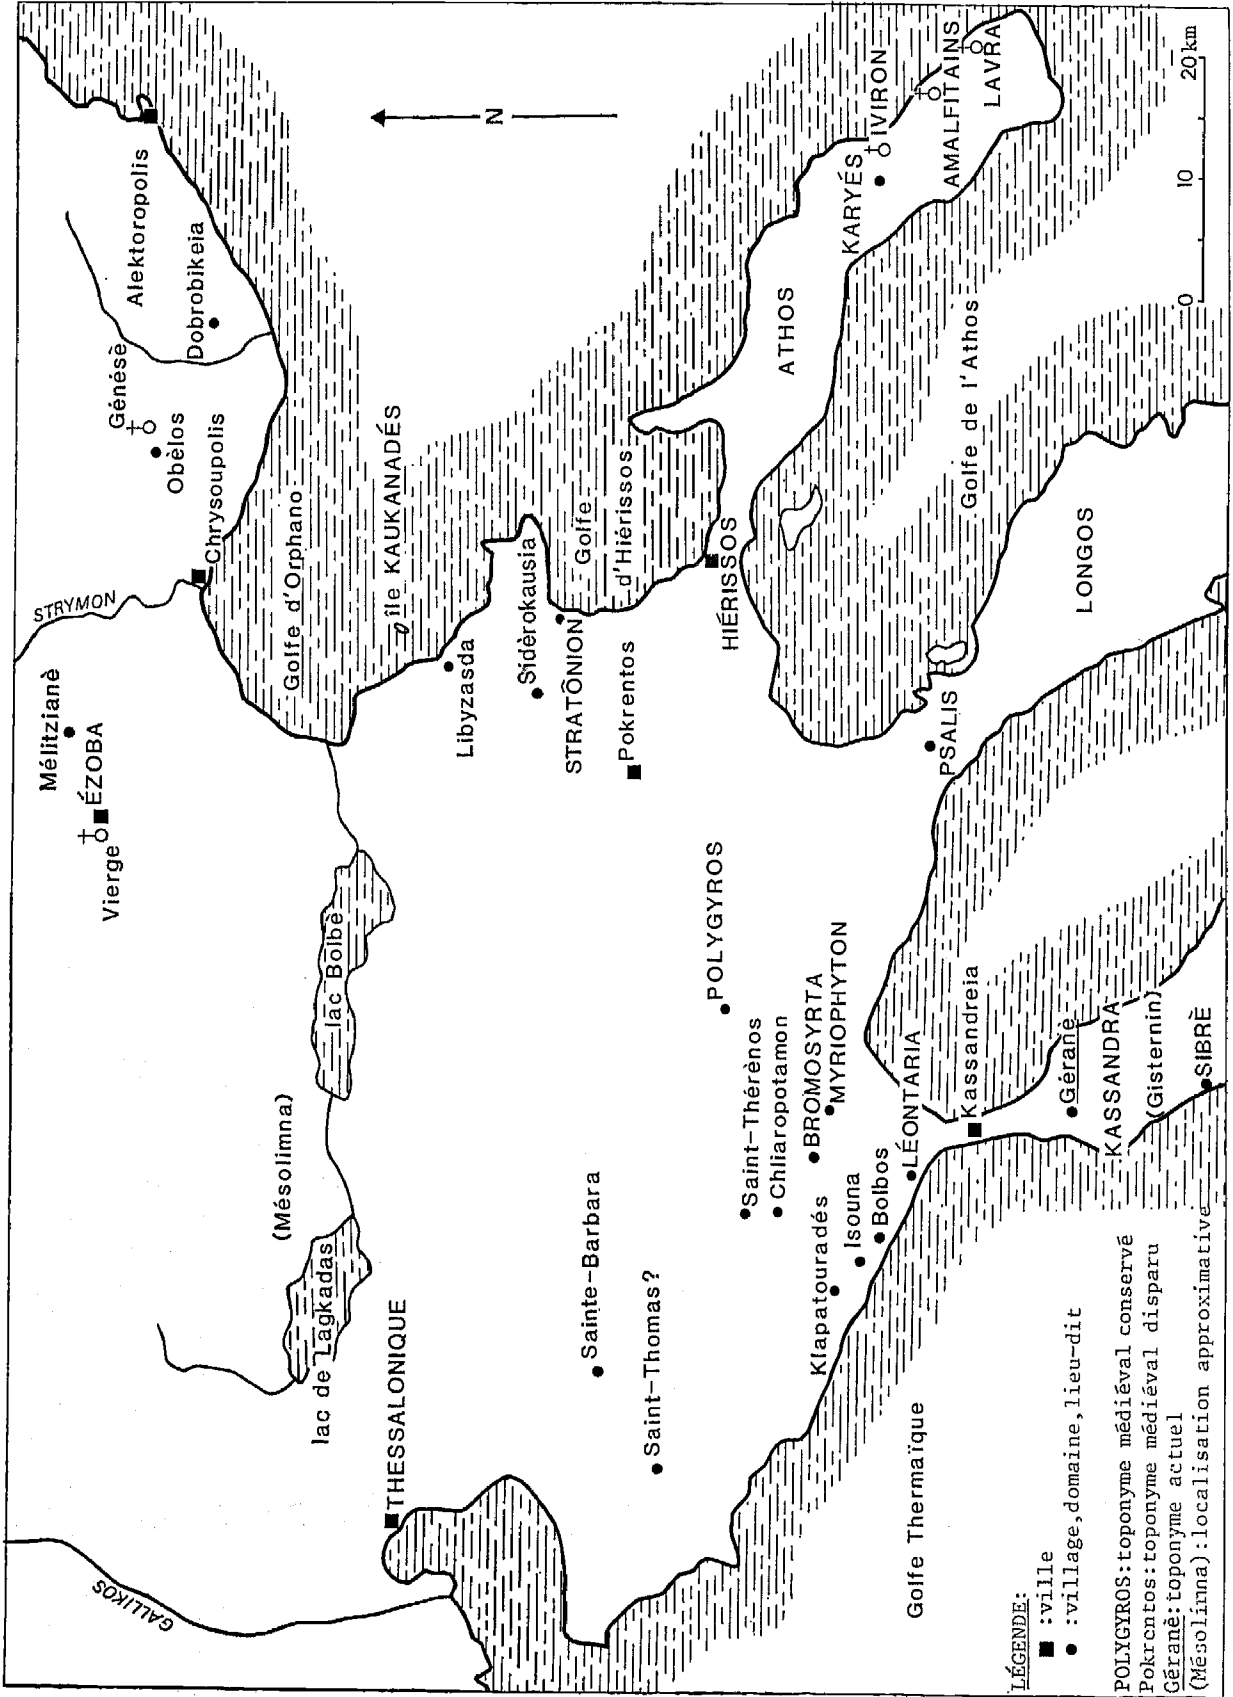 Alektoropolis
Dobrobikeia
Génésè
Obèlos
Chrysoupolis
STRYMON
Mélitzianè
ÉZOBA
Vierge
Golfe d'Orphano
île KAUKANADÉS
lac Bolbè
(Mésolimna)
lac de Lagkadas
THESSALONIQUE
GALLIKOS
N
Libyzasda
Sidèrokausia
STRATÔNION
Pokrentos
Golfe
d'Hiérissos
HIÉRISSOS
ATHOS
KARYÉS
IVIRON
AMALFITAINS
LAVRA
Golfe de l'Athos
LONGOS
PSALIS
POLYGYROS
Saint-Thérènos
Chliaropotamon
BROMOSYRTA
MYRIOPHYTON
Sainte-Barbara
Saint-Thomas?
Klapatouradés
Isouna
Bolbos
LÉONTARIA
Kassandreia
Géranè
KASSANDRA
(Gisternin)
SIBRÈ
Golfe Thermaïque
0 10 20 km
LÉGENDE:
■ :ville
● :village,domaine,lieu-dit
POLYGYROS:toponyme médiéval conservé
Pokrentos:toponyme médiéval disparu
Géranè:toponyme actuel
(Mésolimna):localisation approximative